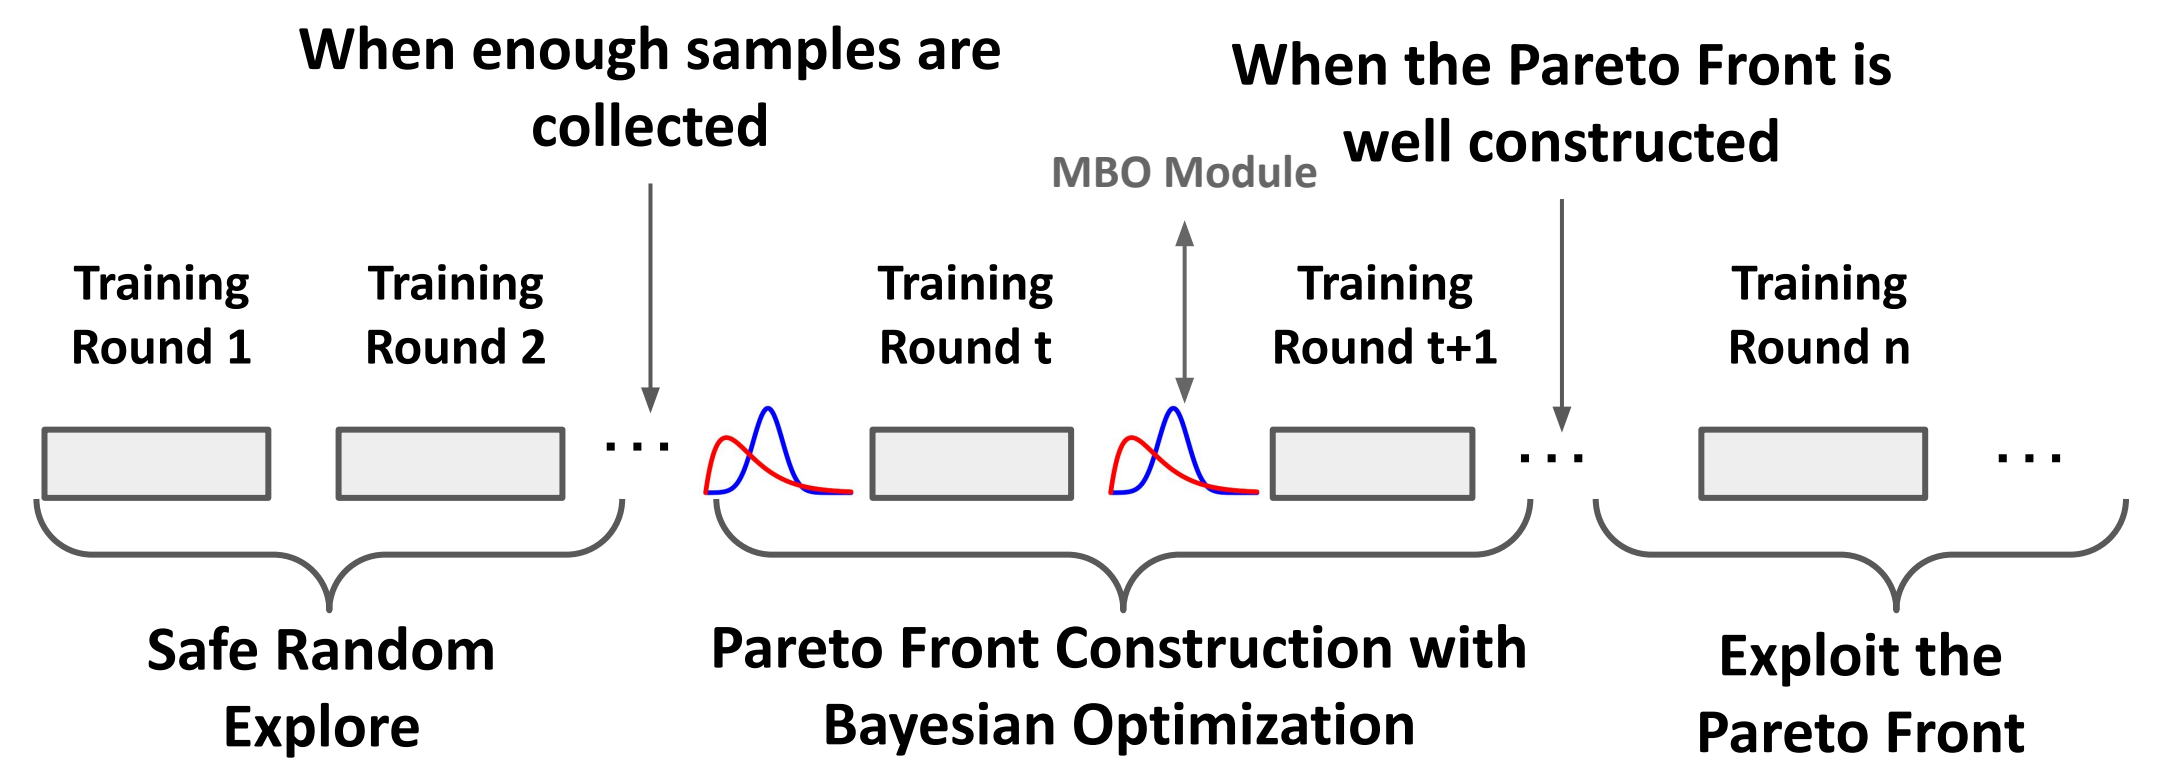 When enough samples are
collected
When the Pareto Front is
well constructed
MBO Module
Training
Round 1
Training
Round 2
Training
Round t
Training
Round t+1
Training
Round n
...
...
...
Safe Random
Explore
Pareto Front Construction with
Bayesian Optimization
Exploit the
Pareto Front